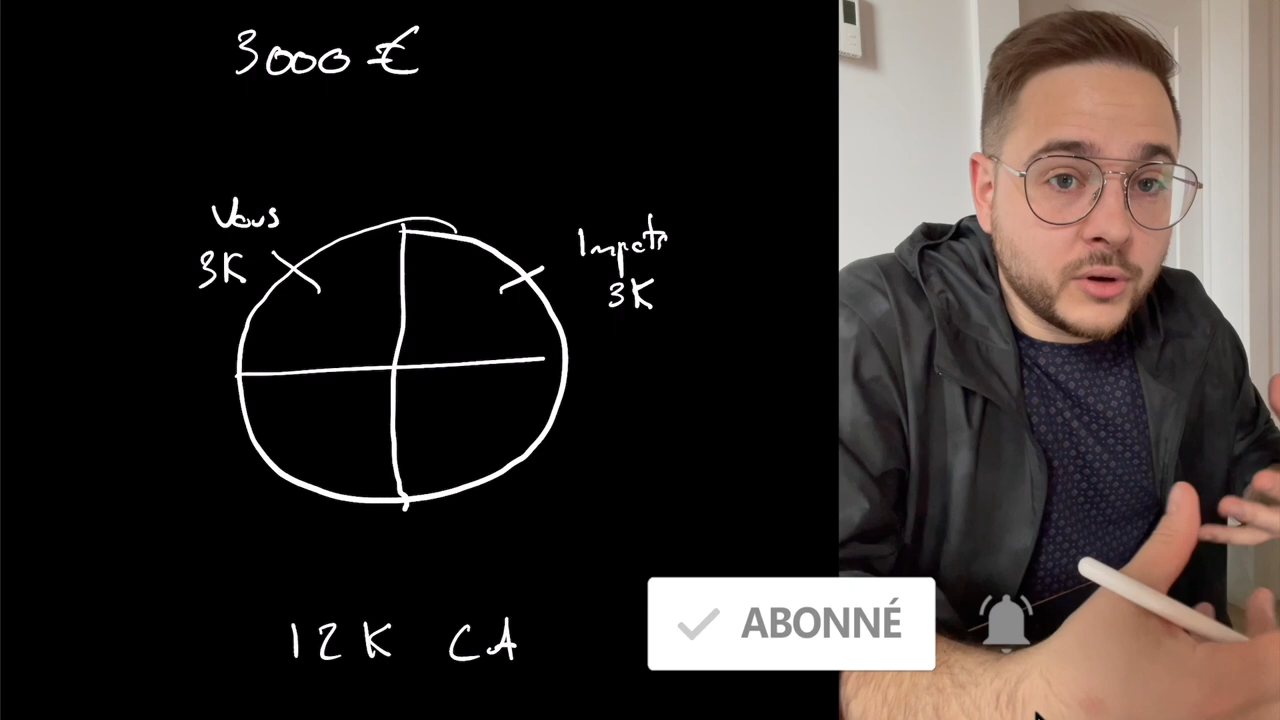 3000 €
Vous
3K
Impots
3K
12K CA
ABONNÉ